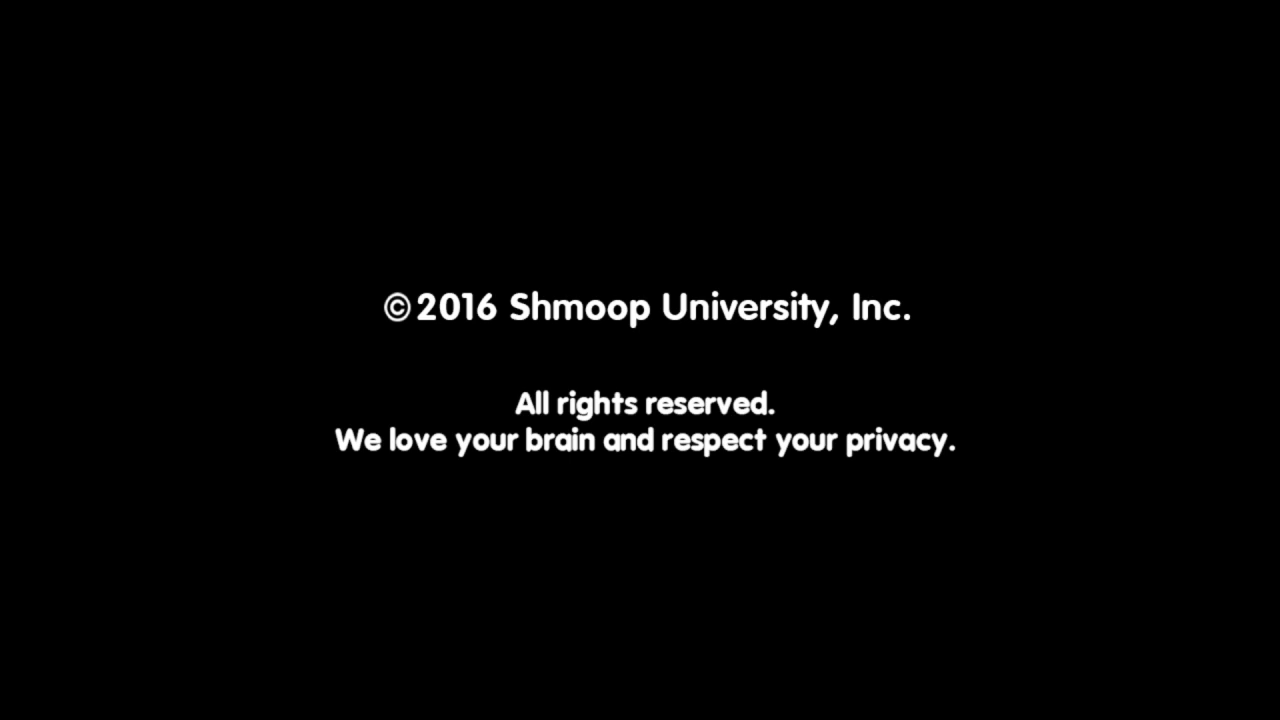 ©2016 Shmoop University, Inc.
All rights reserved.
We love your brain and respect your privacy.